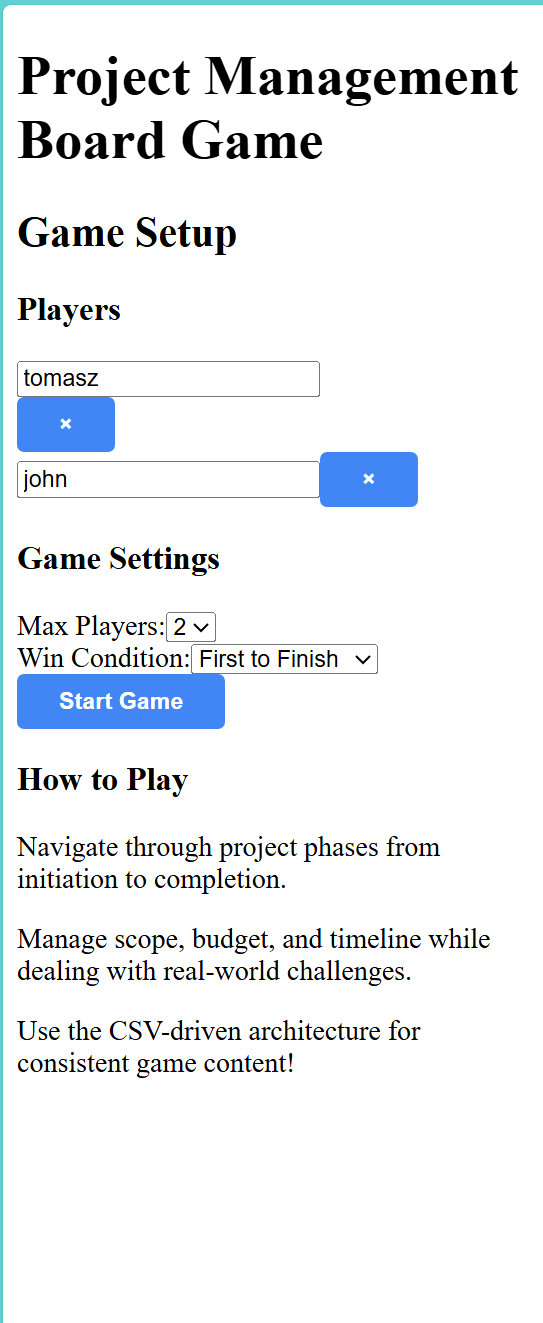 Project Management
Board Game
Game Setup
Players
tomasz
×
john ×
Game Settings
Max Players: 2
Win Condition: First to Finish
Start Game
How to Play
Navigate through project phases from
initiation to completion.
Manage scope, budget, and timeline while
dealing with real-world challenges.
Use the CSV-driven architecture for
consistent game content!